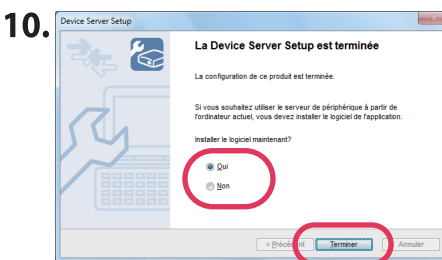 10.
Device Server Setup
La Device Server Setup est terminée
La configuration de ce produit est terminée.
Si vous souhaitez utiliser le serveur de périphérique à partir de
l'ordinateur actuel, vous devez installer le logiciel de l'application.
Installer le logiciel maintenant?
Oui
Non
< Précédent
Terminer
Annuler